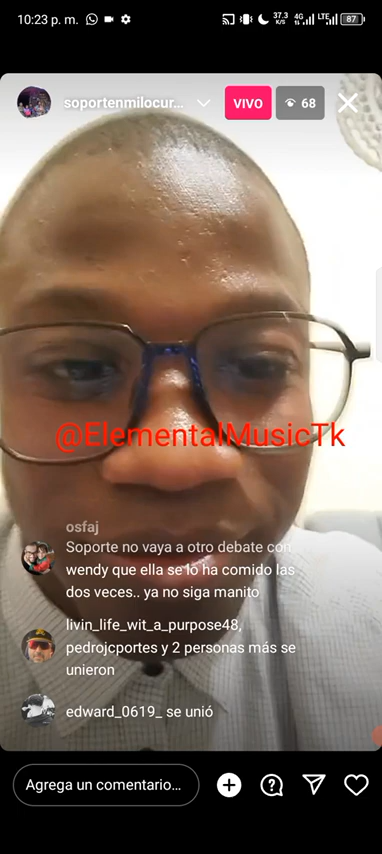 10:23 p. m.
37.3
K/S
4G
LTE
87
soportenmilocur...
VIVO
68
@ElementalMusicTk
osfaj
Soporte no vaya a otro debate con
wendy que ella se lo ha comido las
dos veces.. ya no siga manito
livin_life_wit_a_purpose48,
pedrojcportes y 2 personas más se
unieron
edward_0619_ se unió
Agrega un comentario...